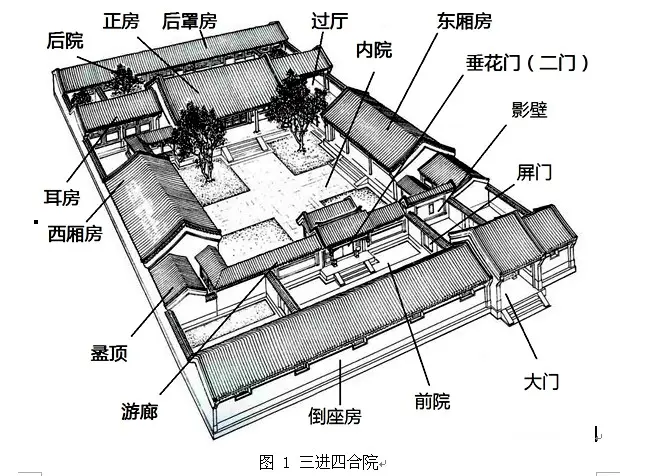 正房
后罩房
过厅
东厢房
后院
内院
垂花门（二门）
影壁
屏门
耳房
西厢房
盝顶
游廊
倒座房
前院
大门
图 1 三进四合院